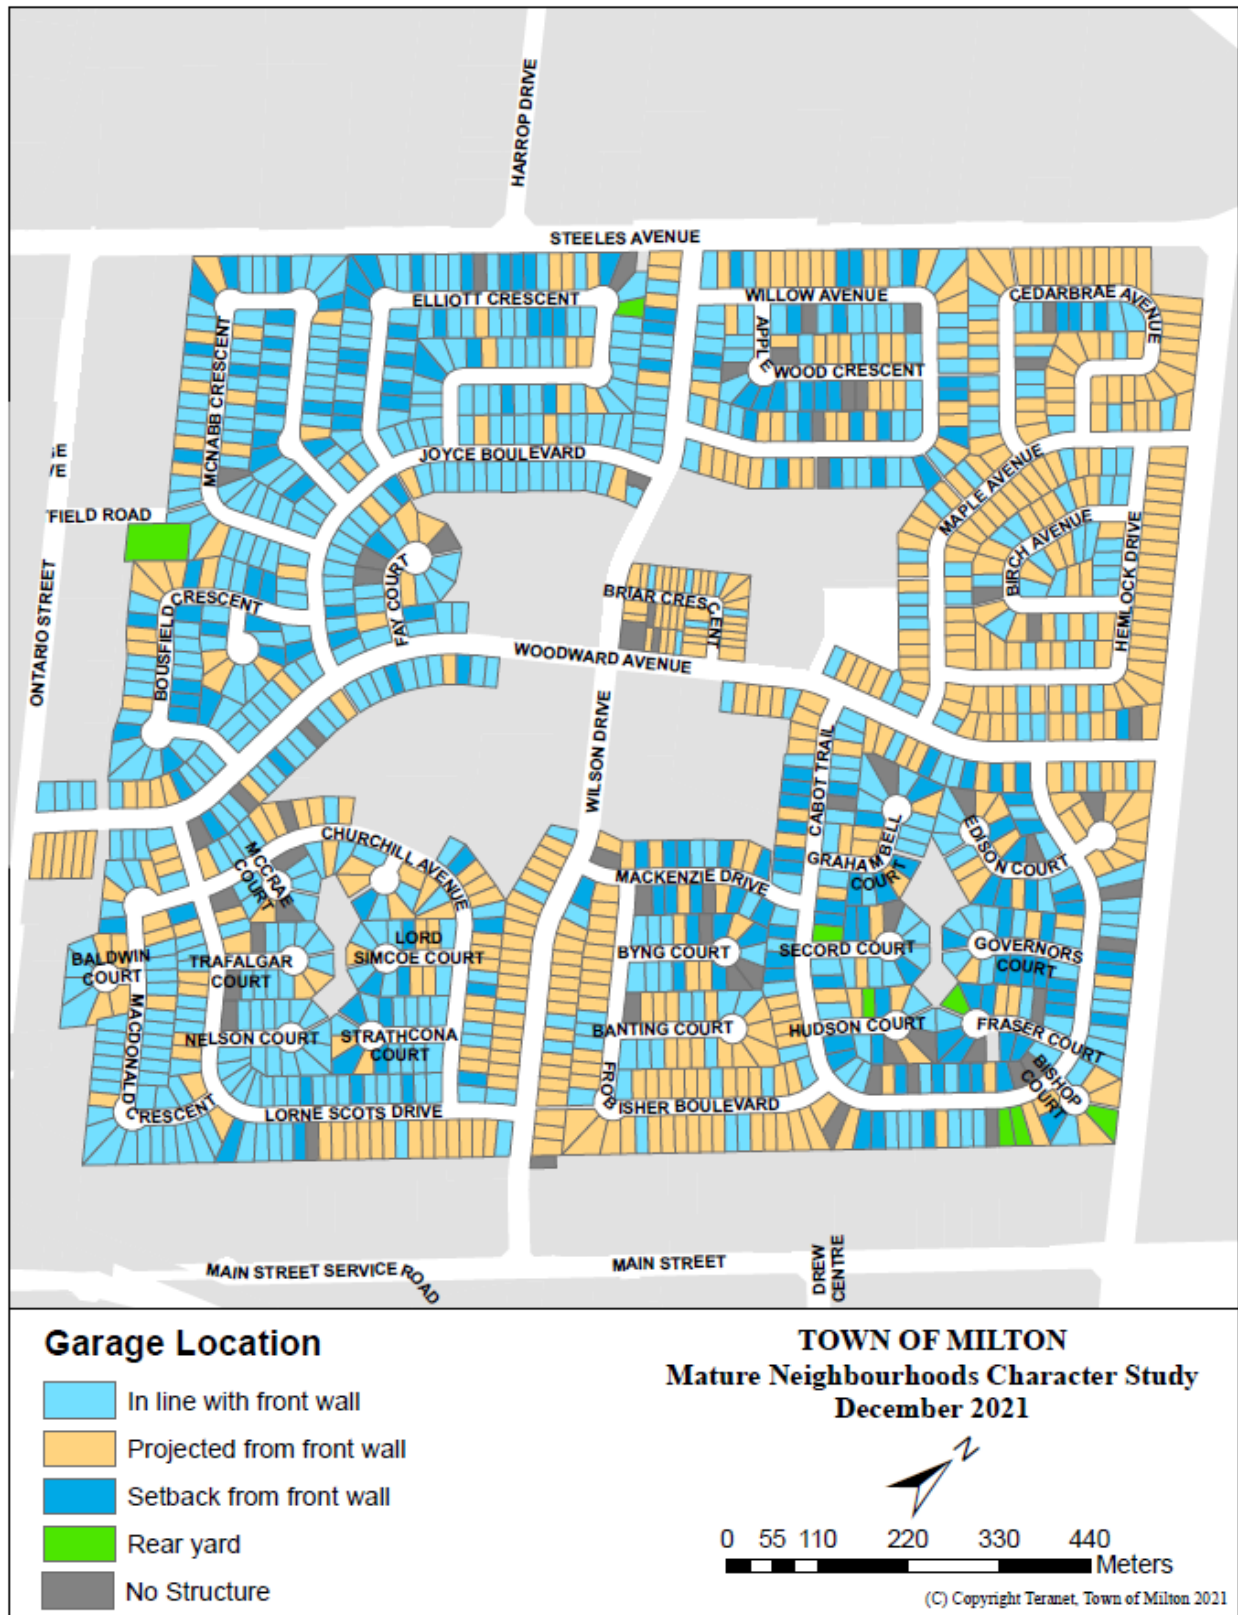 HARROP DRIVE
STEELES AVENUE
ELLIOTT CRESCENT
WILLOW AVENUE
CEDARBRAE AVENUE
MCNABB CRESCENT
APPLE
WOOD CRESCENT
JOYCE BOULEVARD
MAPLE AVENUE
GE
VE
TFIELD ROAD
BIRCH AVENUE
HEMLOCK DRIVE
ONTARIO STREET
BOUSFIELD
CRESCENT
FAY COURT
BRIAR CRESCENT
WOODWARD AVENUE
WILSON DRIVE
CABOT TRAIL
CHURCHILL AVENUE
MCCRAE
COURT
MACKENZIE DRIVE
GRAHAM BELL
COURT
EDISON COURT
LORD
SIMCOE COURT
BALDWIN
COURT
TRAFALGAR
COURT
BYNG COURT
SECORD COURT
GOVERNORS
COURT
MACDONALD
CRESCENT
NELSON COURT
STRATHCONA
COURT
BANTING COURT
HUDSON COURT
FRASER COURT
BISHOP
COURT
LORNE SCOTS DRIVE
FROBISHER BOULEVARD
MAIN STREET SERVICE ROAD
MAIN STREET
DREW
CENTRE
Garage Location
In line with front wall
Projected from front wall
Setback from front wall
Rear yard
No Structure
TOWN OF MILTON
Mature Neighbourhoods Character Study
December 2021
N
0 55 110 220 330 440
Meters
(C) Copyright Teranet, Town of Milton 2021